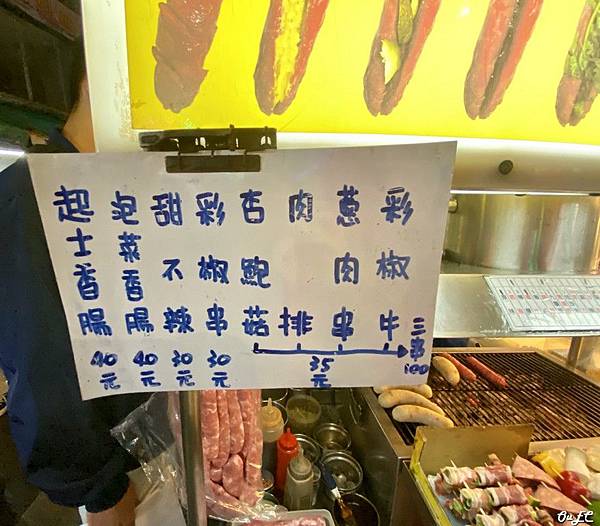 起士香腸 40元
泡菜香腸 40元
甜不辣 30元
彩椒串 30元
杏鮑菇
肉排
蔥肉串
彩椒牛
35元
三串100
Ou.EC